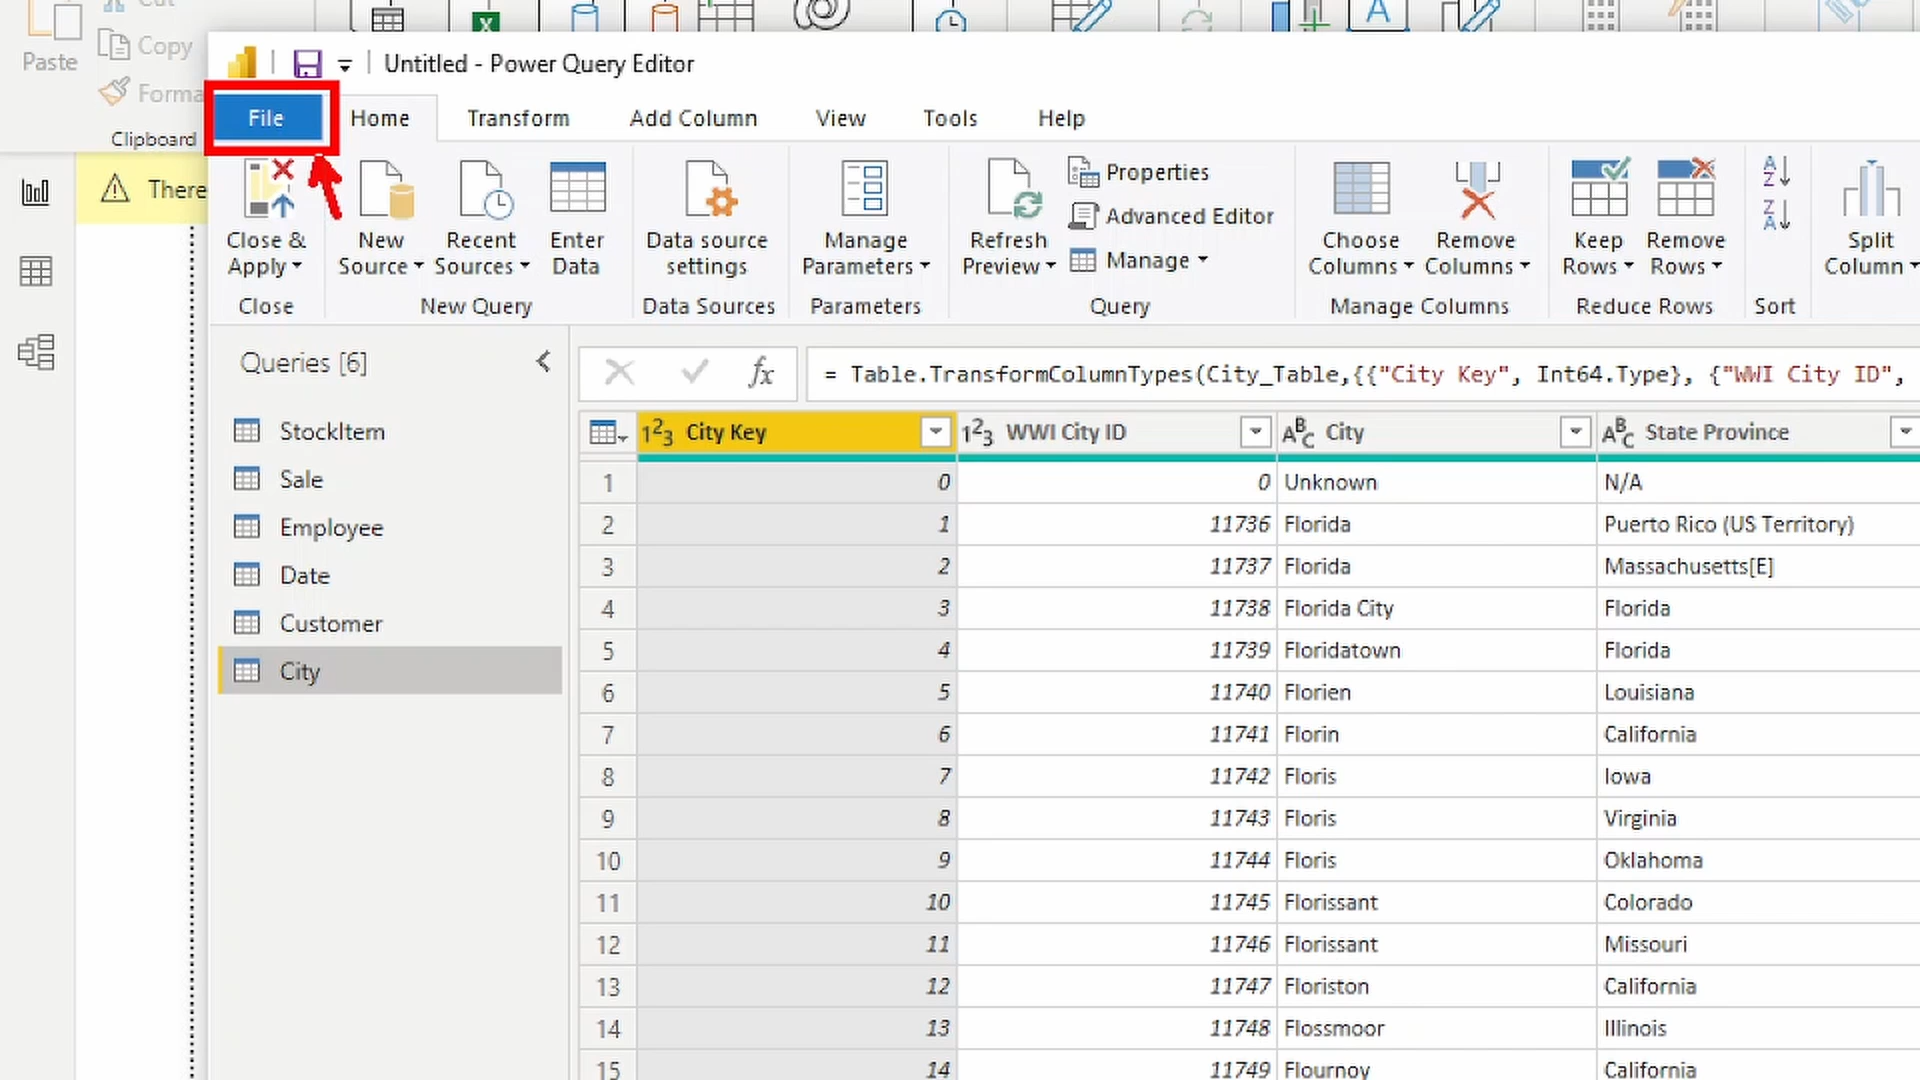 Cut
Paste
Copy
Forma
Clipboard
There
Untitled - Power Query Editor
File
Home
Transform
Add Column
View
Tools
Help
Close & Apply
New Source
Recent Sources
Enter Data
Data source settings
Manage Parameters
Refresh Preview
Properties
Advanced Editor
Manage
Choose Columns
Remove Columns
Keep Rows
Remove Rows
Split Column
Close
New Query
Data Sources
Parameters
Query
Manage Columns
Reduce Rows
Sort
Queries [6]
StockItem
Sale
Employee
Date
Customer
City
fx
= Table.TransformColumnTypes(City_Table,{{"City Key", Int64.Type}, {"WWI City ID",
City Key WWI City ID City State Province
1 0 0 Unknown N/A
2 1 11736 Florida Puerto Rico (US Territory)
3 2 11737 Florida Massachusetts[E]
4 3 11738 Florida City Florida
5 4 11739 Floridatown Florida
6 5 11740 Florien Louisiana
7 6 11741 Florin California
8 7 11742 Floris Iowa
9 8 11743 Floris Virginia
10 9 11744 Floris Oklahoma
11 10 11745 Florissant Colorado
12 11 11746 Florissant Missouri
13 12 11747 Floriston California
14 13 11748 Flossmoor Illinois
15 14 11749 Flournoy California